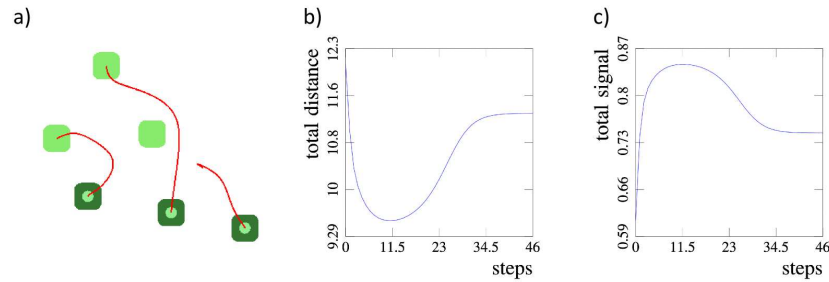 a)
b)
total distance
12.3
11.6
10.8
10
9.29
0 11.5 23 34.5 46
steps
c)
total signal
0.87
0.8
0.73
0.66
0.59
0 11.5 23 34.5 46
steps